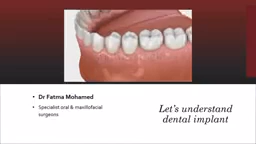 Dr Fatma Mohamed
Specialist oral & maxillofacial
surgeons
Let's understand
dental implant